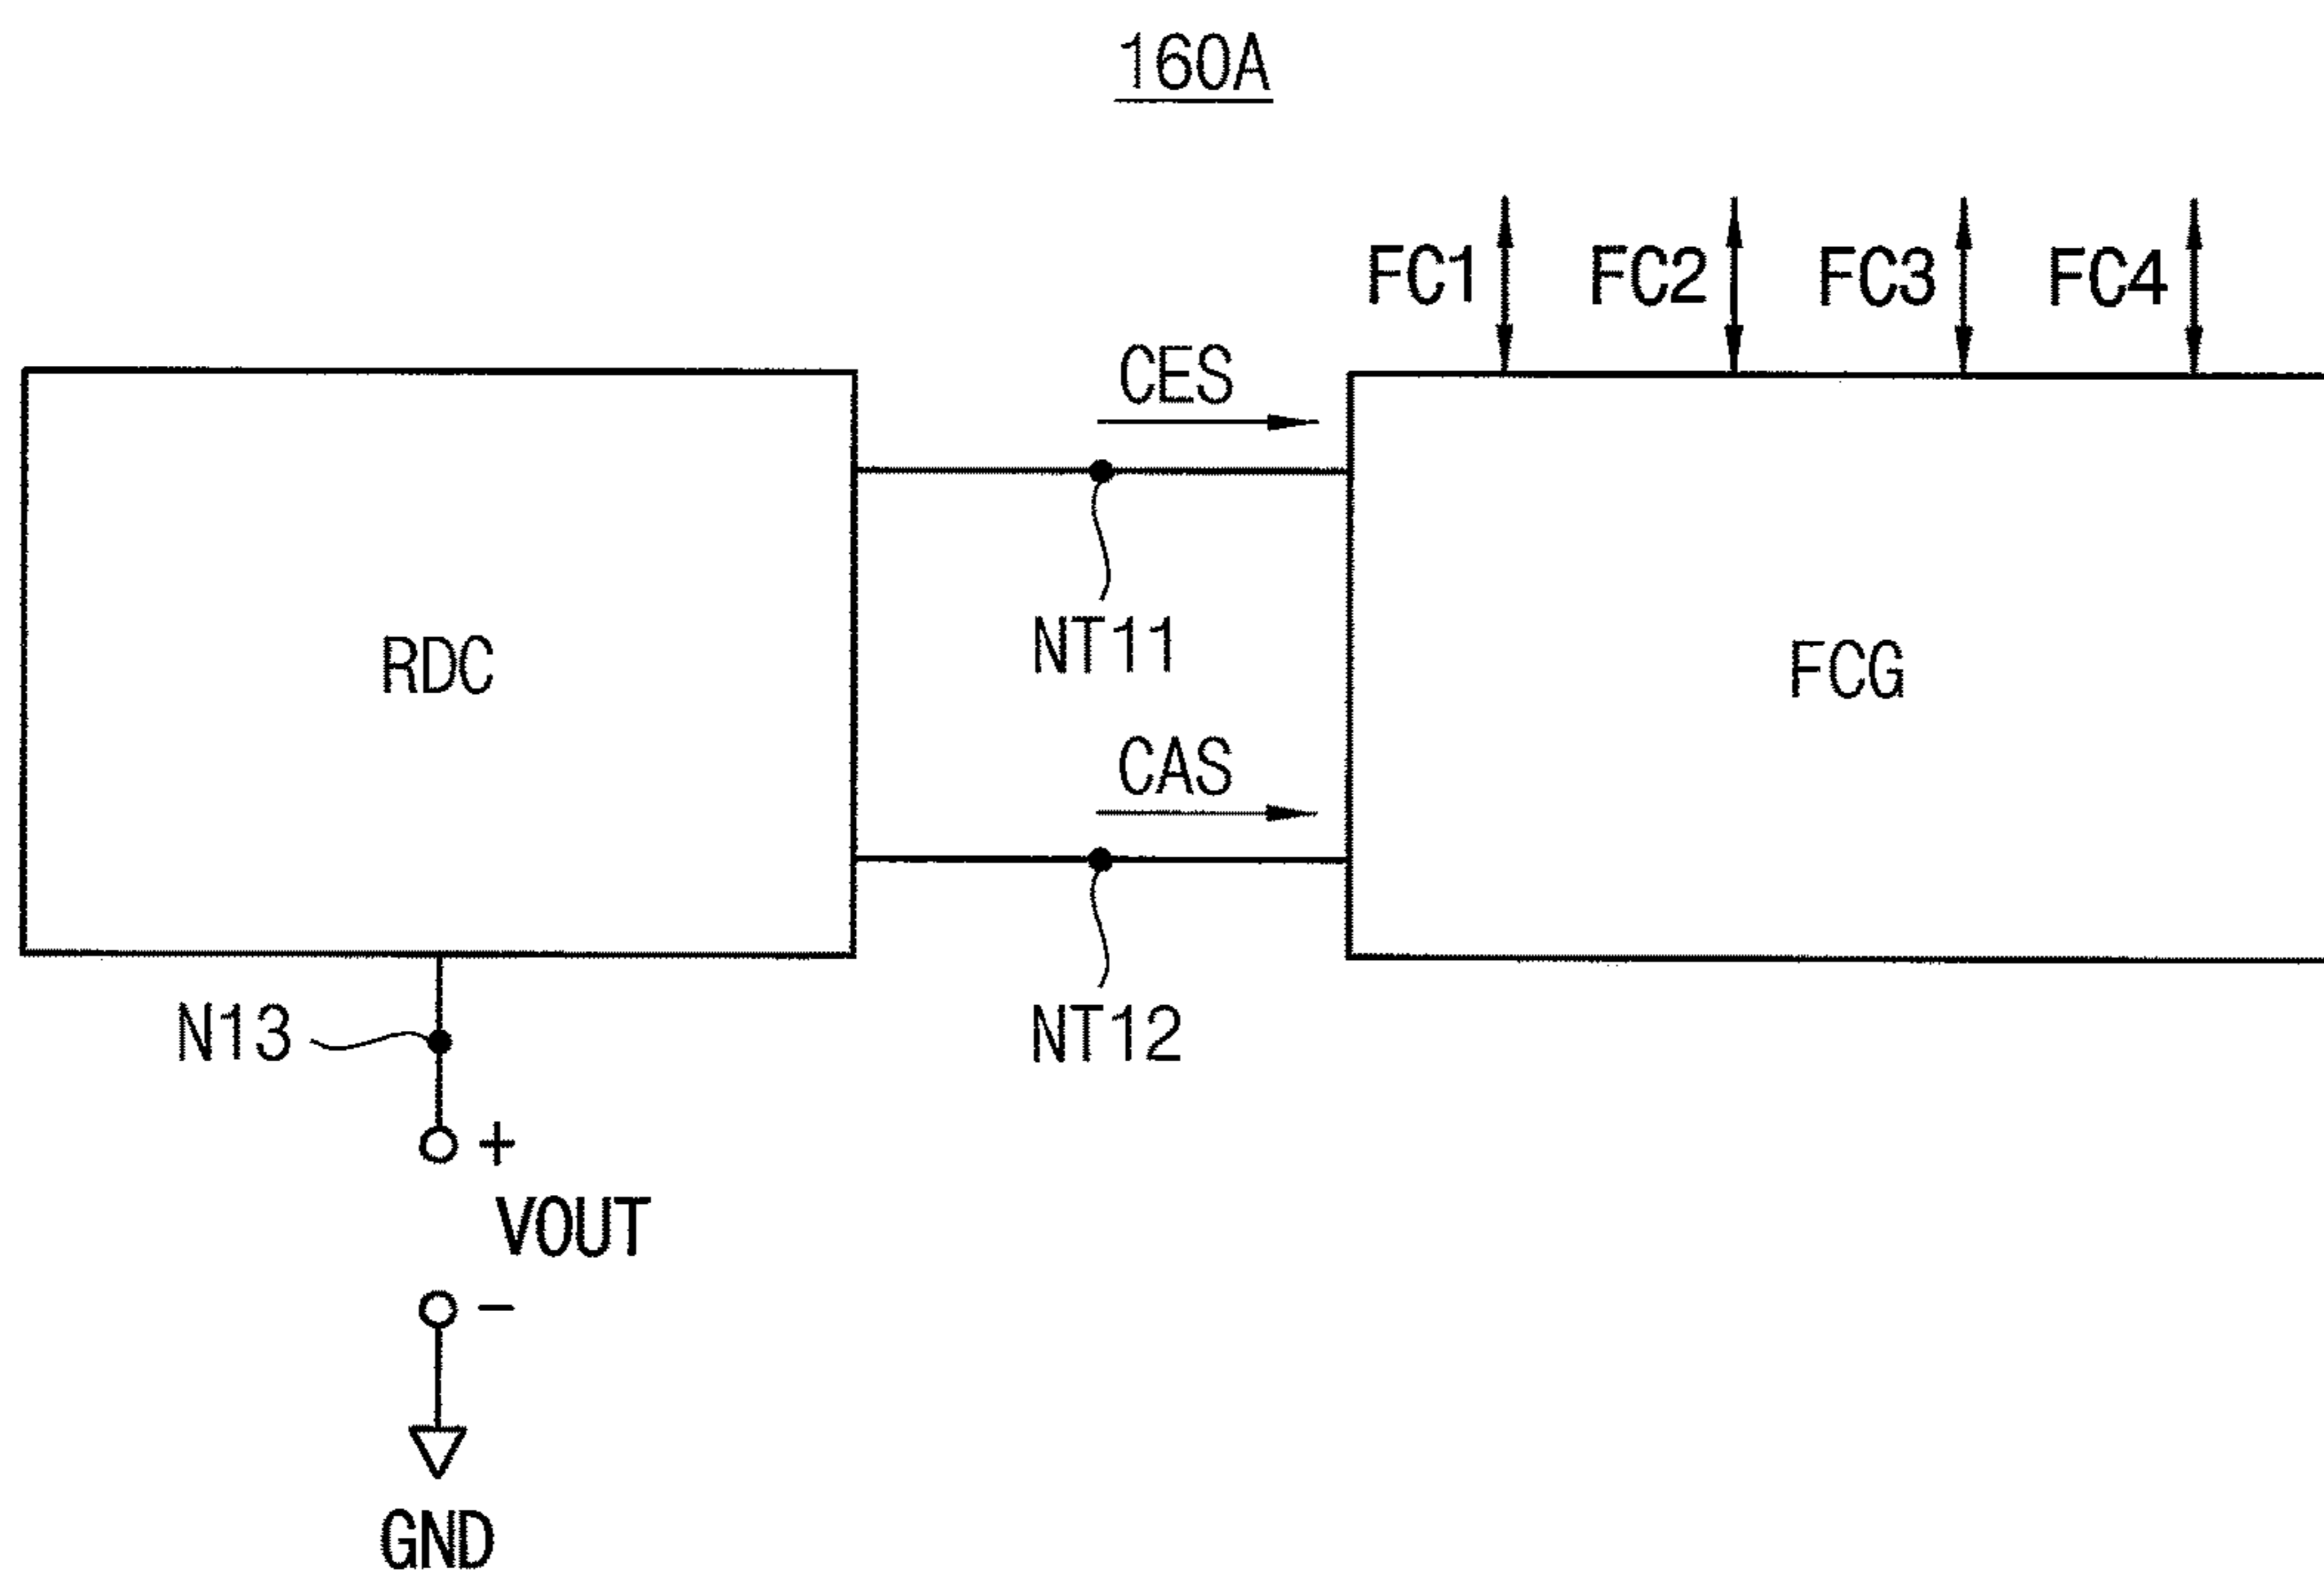 160A
FC1 FC2 FC3 FC4
CES
NT11
RDC
FCG
CAS
N13
NT12
+
VOUT
-
GND